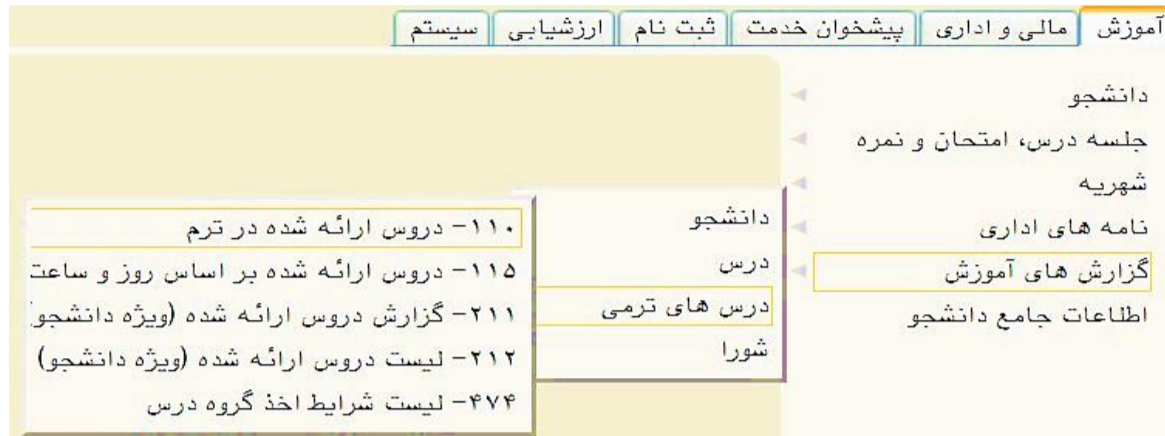 آموزش مالی و اداری پیشخوان خدمت ثبت نام ارزشیابی سیستم
دانشجو
جلسه درس، امتحان و نمره
شهریه
نامه های اداری
گزارش های آموزش
اطلاعات جامع دانشجو
دانشجو
درس
درس های ترمی
شورا
۱۱۰- دروس ارائه شده در ترم
۱۱۵- دروس ارائه شده بر اساس روز و ساعت
۲۱۱- گزارش دروس ارائه شده (ویژه دانشجو)
۲۱۲- لیست دروس ارائه شده (ویژه دانشجو)
۴۷۴- لیست شرایط اخذ گروه درس